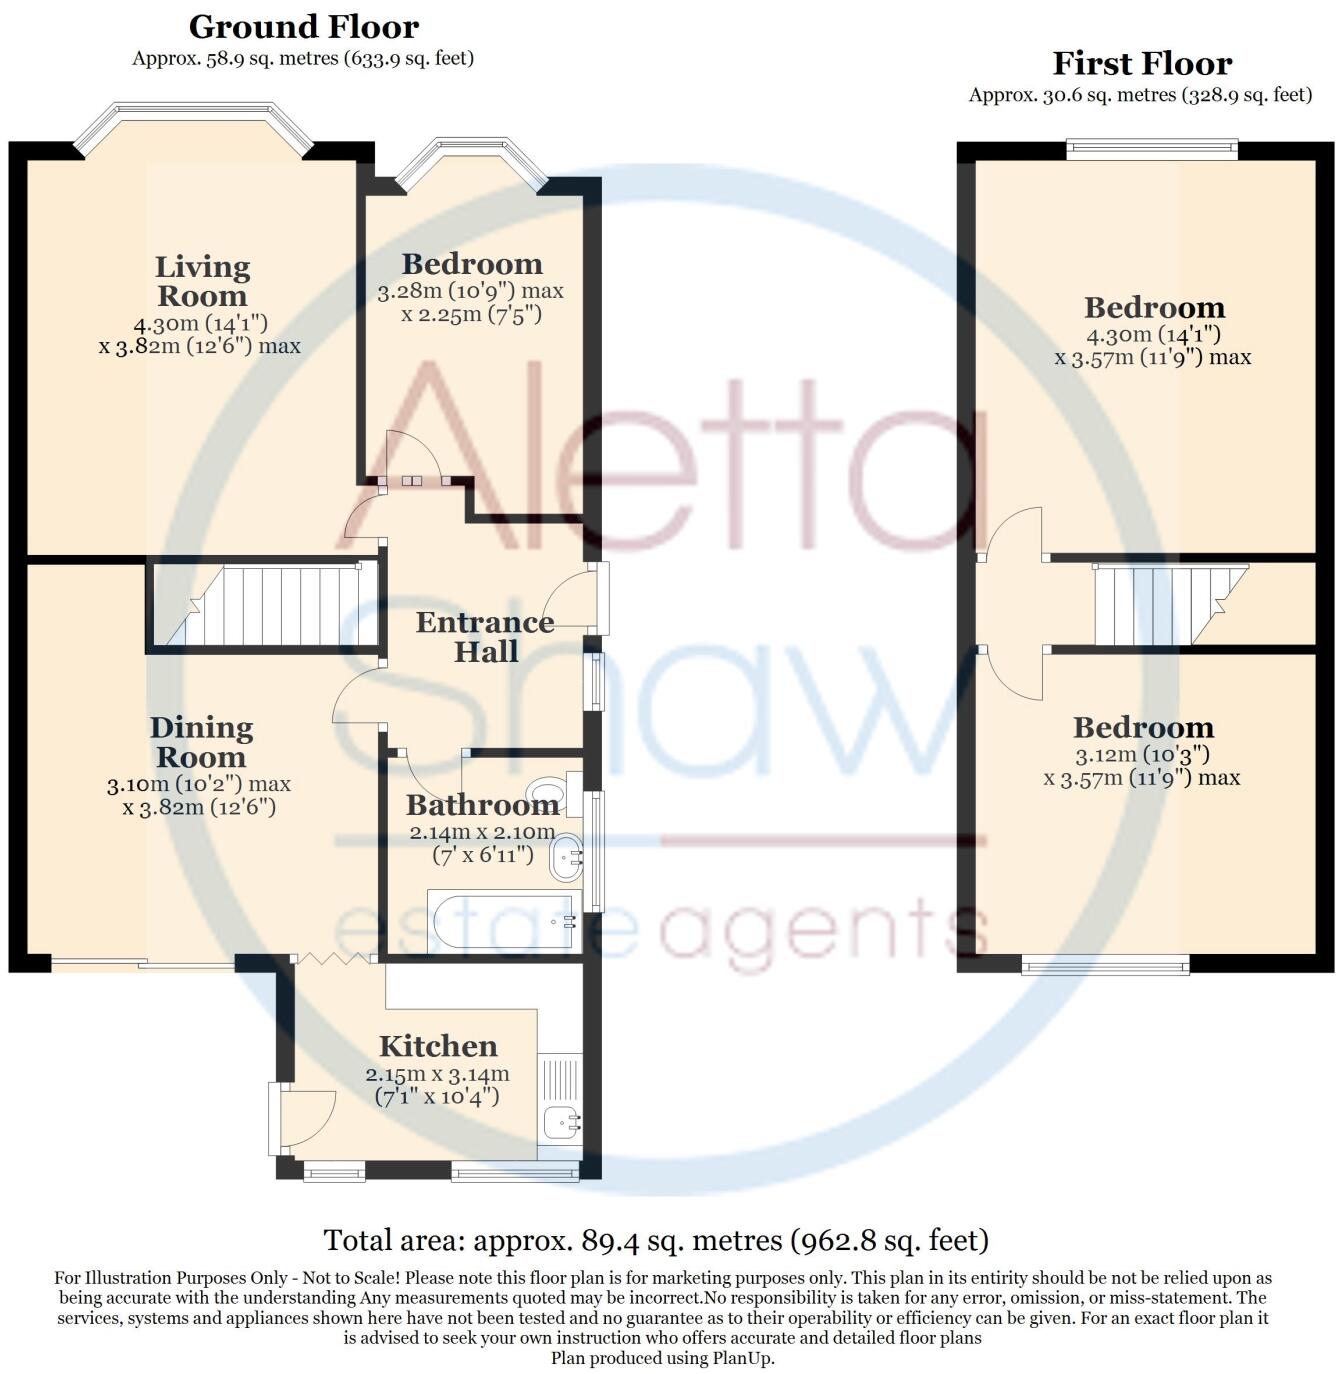 Ground Floor
Approx. 58.9 sq. metres (633.9 sq. feet)
First Floor
Approx. 30.6 sq. metres (328.9 sq. feet)
Living
Room
4.30m (14'1")
x 3.82m (12'6") max
Bedroom
3.28m (10'9") max
x 2.25m (7'5")
Bedroom
4.30m (14'1")
x 3.57m (11'9") max
Aletta
Shaw
estate agents
Entrance
Hall
Dining
Room
3.10m (10'2") max
x 3.82m (12'6")
Bathroom
2.14m x 2.10m
(7' x 6'11")
Bedroom
3.12m (10'3")
x 3.57m (11'9") max
Kitchen
2.15m x 3.14m
(7'1" x 10'4")
Total area: approx. 89.4 sq. metres (962.8 sq. feet)
For Illustration Purposes Only - Not to Scale! Please note this floor plan is for marketing purposes only. This plan in its entirity should be not be relied upon as
being accurate with the understanding Any measurements quoted may be incorrect.No responsibility is taken for any error, omission, or miss-statement. The
services, systems and appliances shown here have not been tested and no guarantee as to their operability or efficiency can be given. For an exact floor plan it
is advised to seek your own instruction who offers accurate and detailed floor plans
Plan produced using PlanUp.